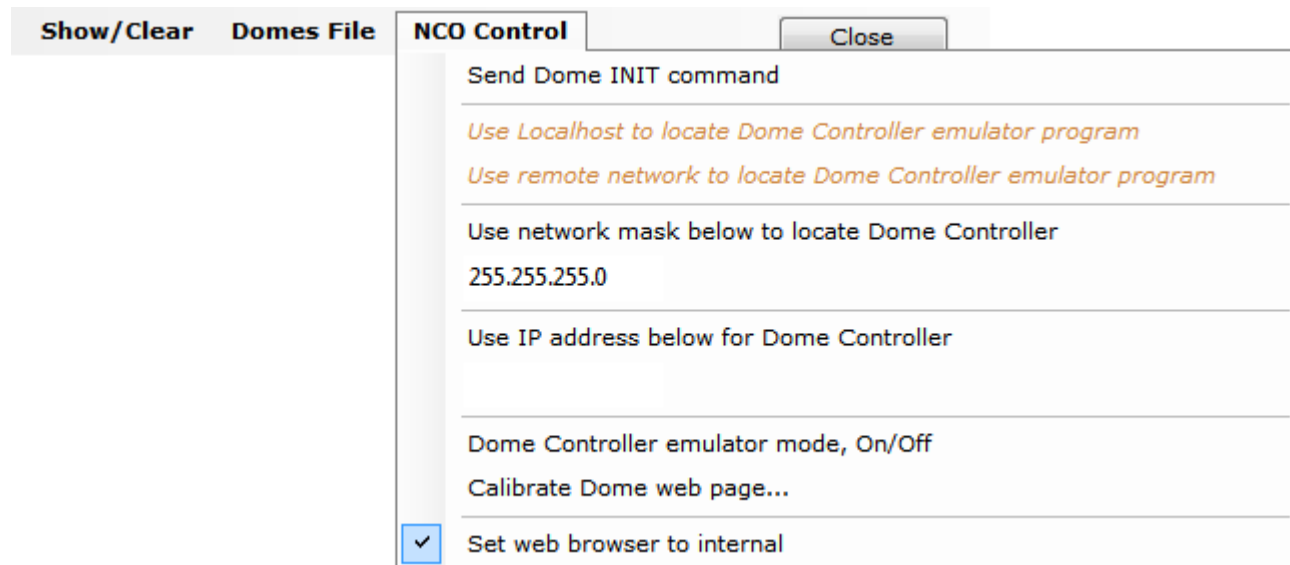 Show/Clear Domes File NCO Control Close
Send Dome INIT command
Use Localhost to locate Dome Controller emulator program
Use remote network to locate Dome Controller emulator program
Use network mask below to locate Dome Controller
255.255.255.0
Use IP address below for Dome Controller
Dome Controller emulator mode, On/Off
Calibrate Dome web page...
Set web browser to internal